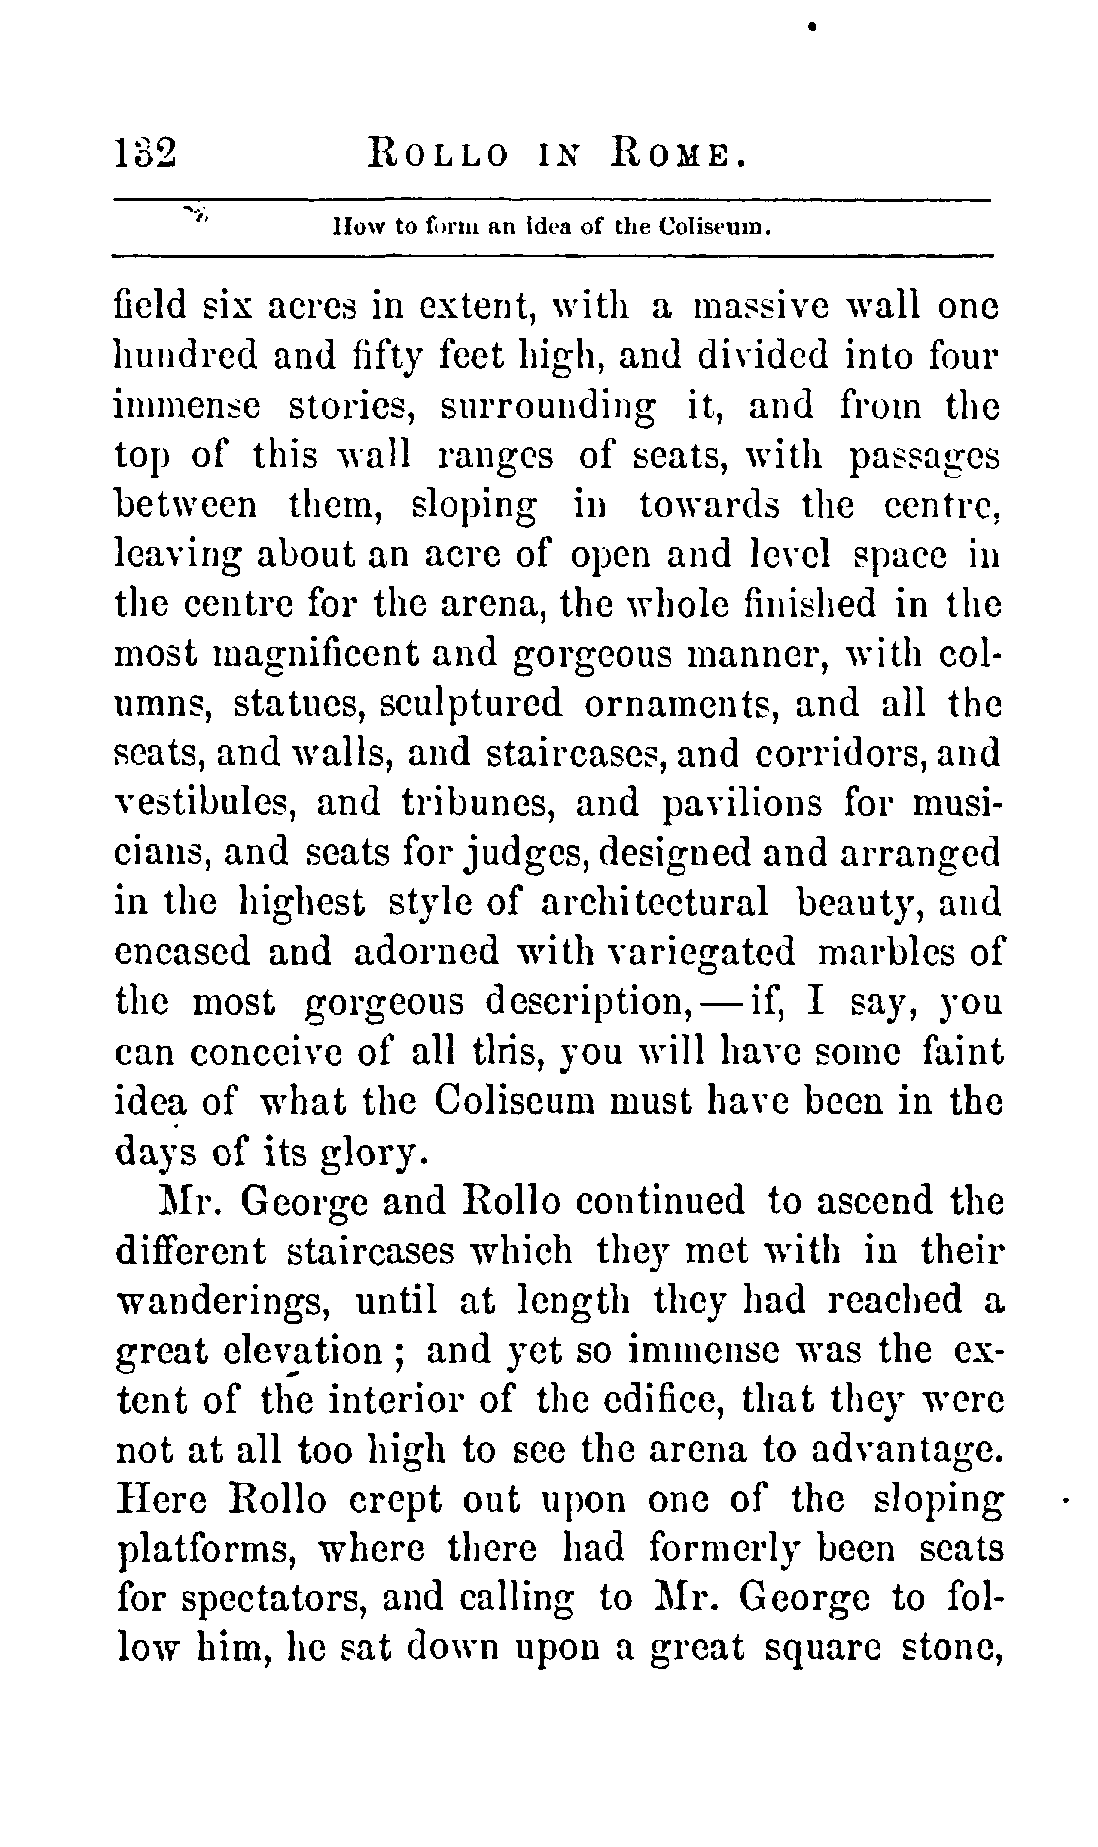 132 ROLLO IN ROME.
How to form an idea of the Coliseum.
field six acres in extent, with a massive wall one
hundred and fifty feet high, and divided into four
immense stories, surrounding it, and from the
top of this wall ranges of seats, with passages
between them, sloping in towards the centre,
leaving about an acre of open and level space in
the centre for the arena, the whole finished in the
most magnificent and gorgeous manner, with col-
umns, statues, sculptured ornaments, and all the
seats, and walls, and staircases, and corridors, and
vestibules, and tribunes, and pavilions for musi-
cians, and seats for judges, designed and arranged
in the highest style of architectural beauty, and
encased and adorned with variegated marbles of
the most gorgeous description, — if, I say, you
can conceive of all this, you will have some faint
idea of what the Coliseum must have been in the
days of its glory.
Mr. George and Rollo continued to ascend the
different staircases which they met with in their
wanderings, until at length they had reached a
great elevation ; and yet so immense was the ex-
tent of the interior of the edifice, that they were
not at all too high to see the arena to advantage.
Here Rollo crept out upon one of the sloping
platforms, where there had formerly been seats
for spectators, and calling to Mr. George to fol-
low him, he sat down upon a great square stone,